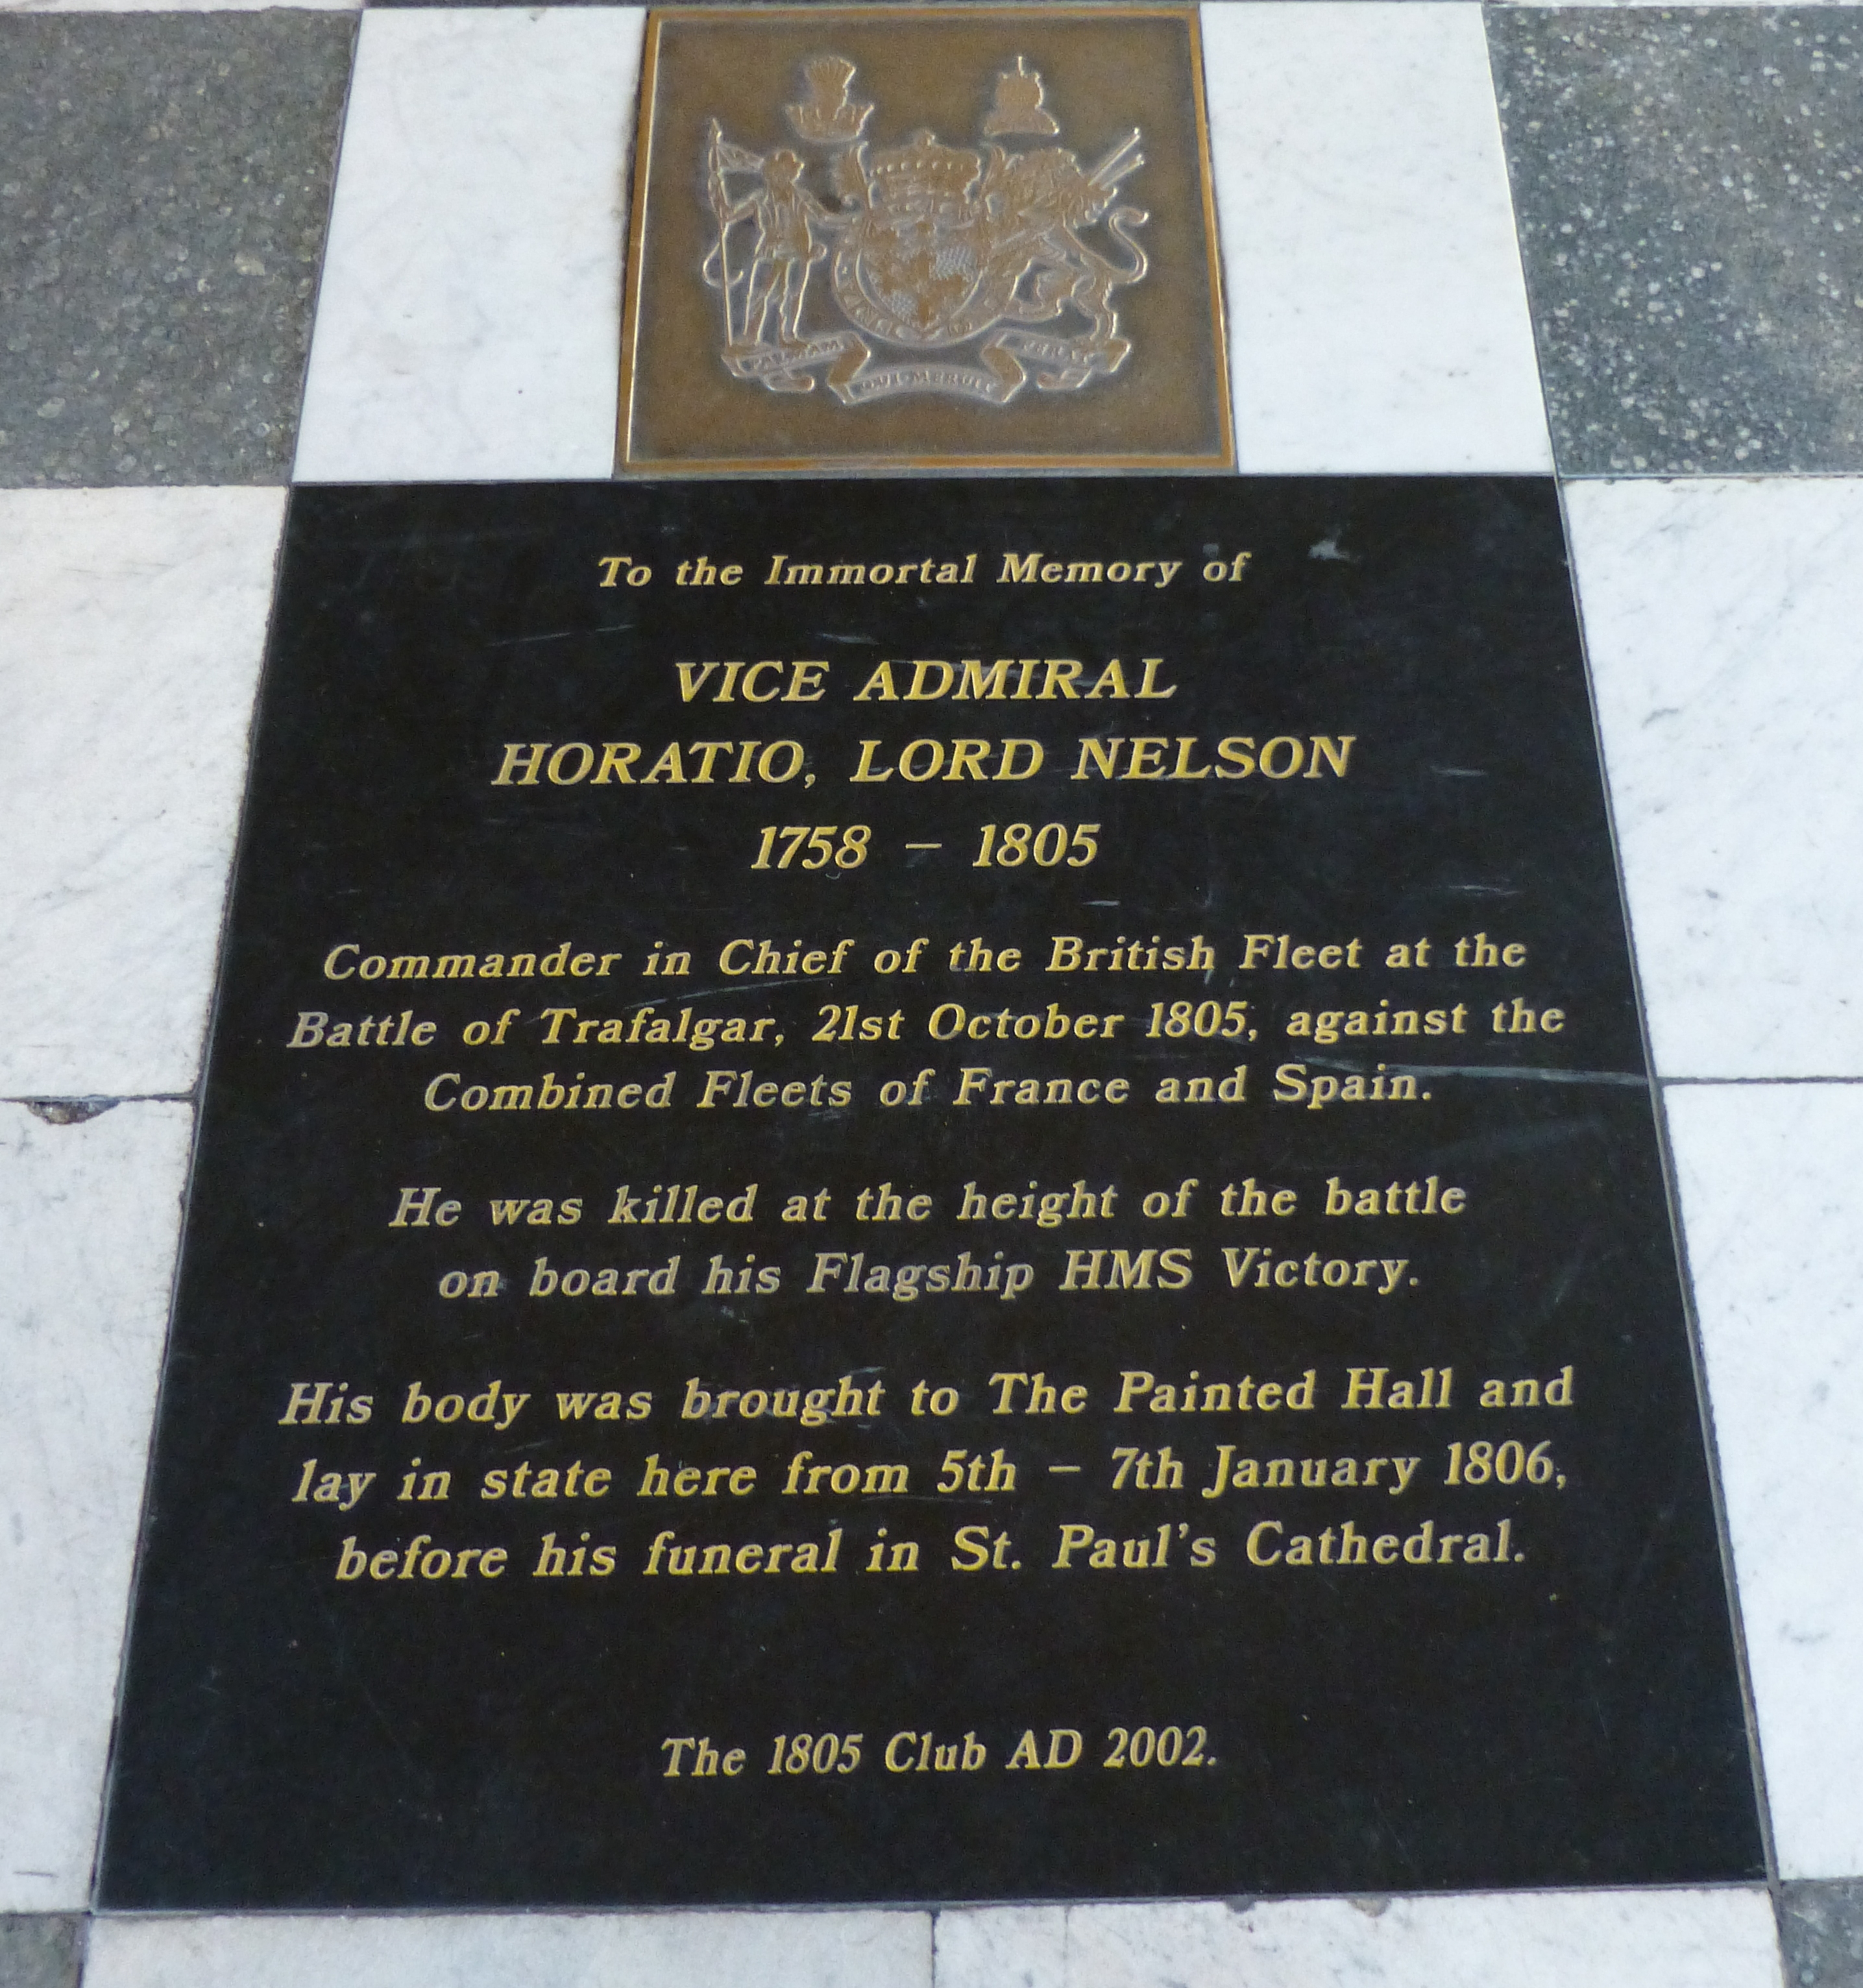 PALMAM QUI MERUIT FERAT
To the Immortal Memory of
VICE ADMIRAL
HORATIO, LORD NELSON
1758 – 1805
Commander in Chief of the British Fleet at the
Battle of Trafalgar, 21st October 1805, against the
Combined Fleets of France and Spain.
He was killed at the height of the battle
on board his Flagship HMS Victory.
His body was brought to The Painted Hall and
lay in state here from 5th – 7th January 1806,
before his funeral in St. Paul's Cathedral.
The 1805 Club AD 2002.